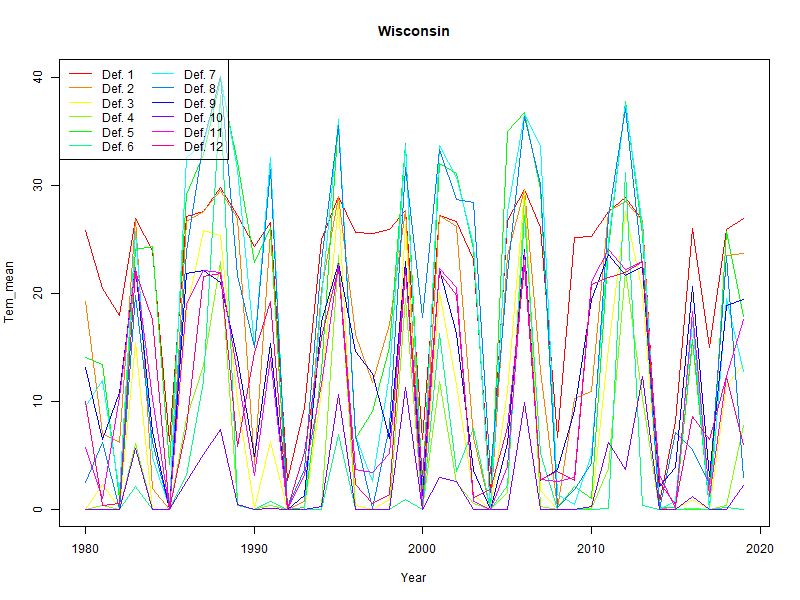 Wisconsin
Def. 1 Def. 7
Def. 2 Def. 8
Def. 3 Def. 9
Def. 4 Def. 10
Def. 5 Def. 11
Def. 6 Def. 12
40
30
20
10
0
Tem_mean
1980 1990 2000 2010 2020
Year